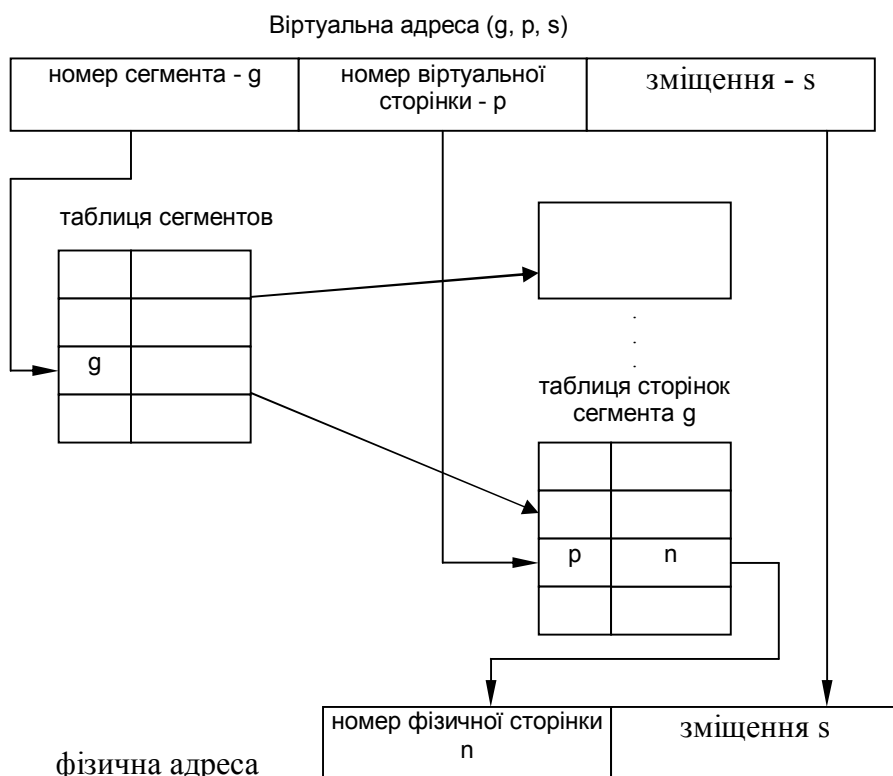 Віртуальна адреса (g, p, s)
номер сегмента - g
номер віртуальної
сторінки - p
зміщення - s
таблиця сегментов
g
таблиця сторінок
сегмента g
p
n
номер фізичної сторінки
n
зміщення s
фізична адреса